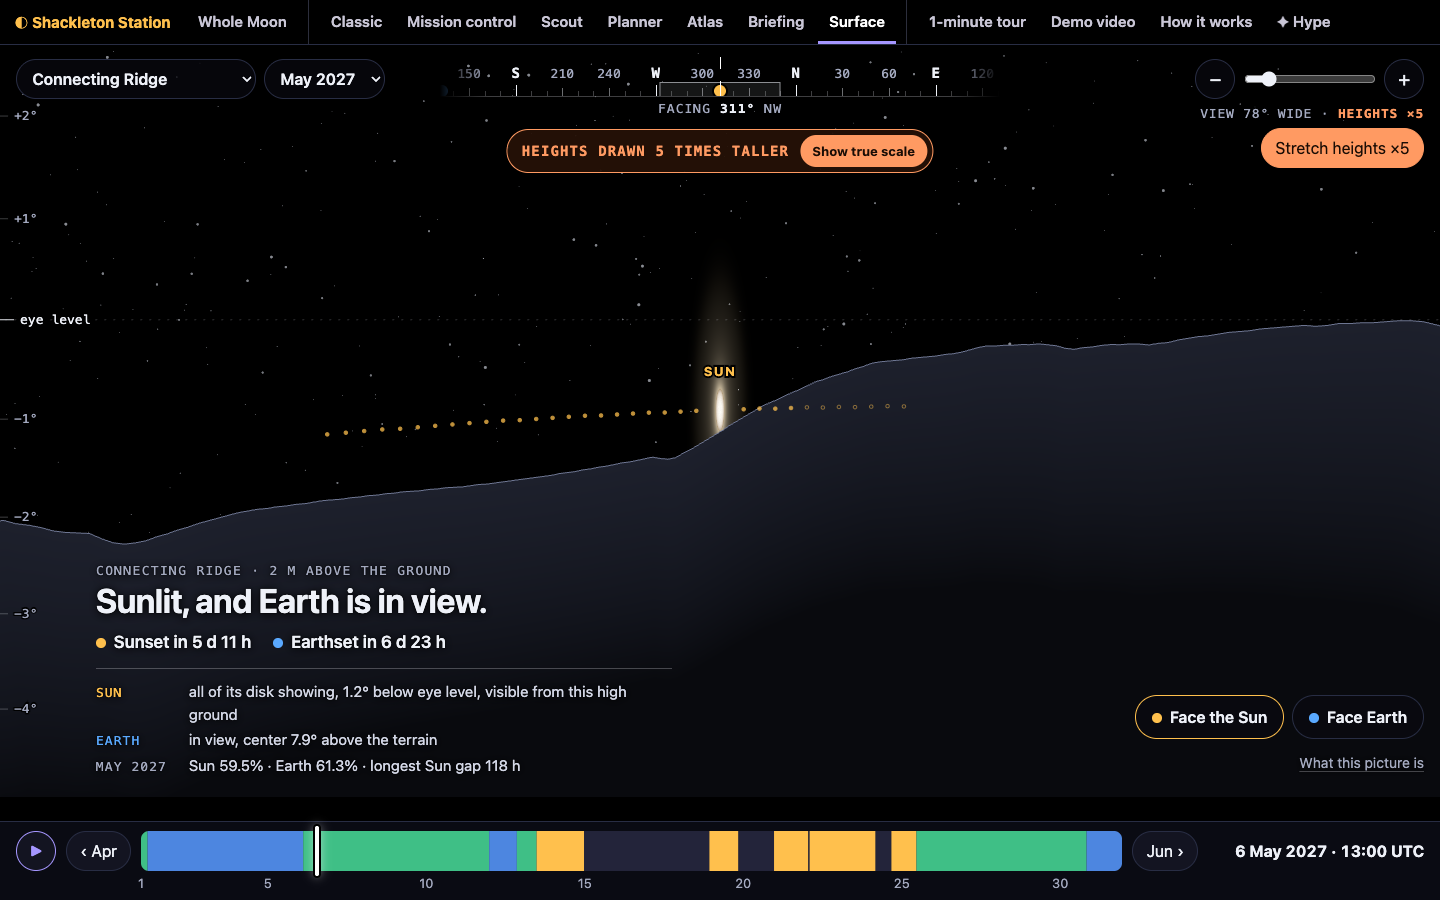 Shackleton Station
Whole Moon
Classic
Mission control
Scout
Planner
Atlas
Briefing
Surface
1-minute tour
Demo video
How it works
✦ Hype
Connecting Ridge
May 2027
150 S 210 240 W 300 330 N 30 60 E 120
FACING 311° NW
− +
VIEW 78° WIDE · HEIGHTS ×5
HEIGHTS DRAWN 5 TIMES TALLER
Show true scale
Stretch heights ×5
+2°
+1°
eye level
SUN
−1°
−2°
−3°
−4°
CONNECTING RIDGE · 2 M ABOVE THE GROUND
Sunlit, and Earth is in view.
Sunset in 5 d 11 h
Earthset in 6 d 23 h
SUN all of its disk showing, 1.2° below eye level, visible from this high
ground
EARTH in view, center 7.9° above the terrain
MAY 2027 Sun 59.5% · Earth 61.3% · longest Sun gap 118 h
Face the Sun
Face Earth
What this picture is
‹ Apr
Jun ›
6 May 2027 · 13:00 UTC
1 5 10 15 20 25 30